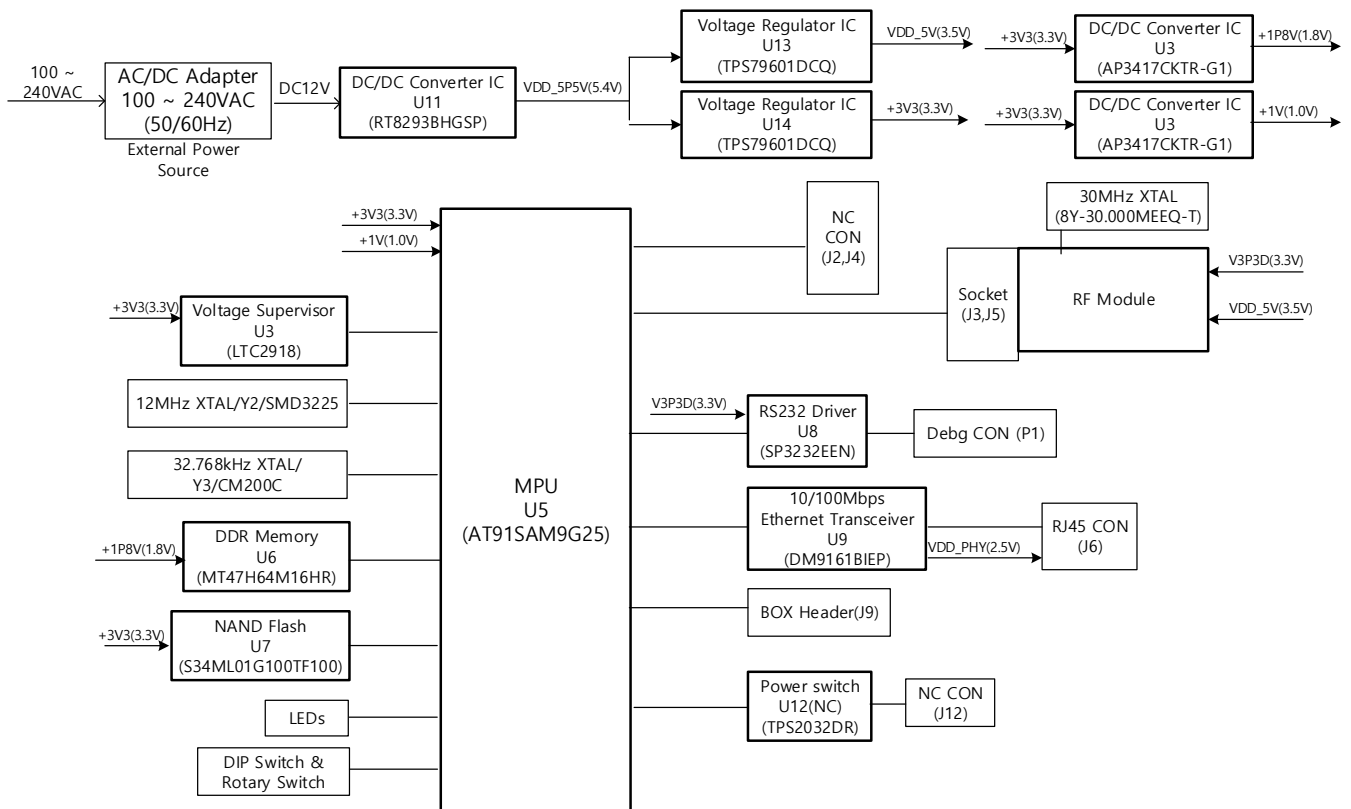 100 ~
240VAC
AC/DC Adapter
100 ~ 240VAC
(50/60Hz)
External Power
Source
DC12V
DC/DC Converter IC
U11
(RT8293BHGSP)
VDD_5P5V(5.4V)
Voltage Regulator IC
U13
(TPS79601DCQ)
VDD_5V(3.5V)
Voltage Regulator IC
U14
(TPS79601DCQ)
+3V3(3.3V)
+3V3(3.3V)
DC/DC Converter IC
U3
(AP3417CKTR-G1)
+1P8V(1.8V)
+3V3(3.3V)
DC/DC Converter IC
U3
(AP3417CKTR-G1)
+1V(1.0V)
+3V3(3.3V)
+1V(1.0V)
+3V3(3.3V)
Voltage Supervisor
U3
(LTC2918)
12MHz XTAL/Y2/SMD3225
32.768kHz XTAL/
Y3/CM200C
+1P8V(1.8V)
DDR Memory
U6
(MT47H64M16HR)
+3V3(3.3V)
NAND Flash
U7
(S34ML01G100TF100)
LEDs
DIP Switch &
Rotary Switch
MPU
U5
(AT91SAM9G25)
NC
CON
(J2,J4)
30MHz XTAL
(8Y-30.000MEEQ-T)
Socket
(J3,J5)
RF Module
V3P3D(3.3V)
VDD_5V(3.5V)
V3P3D(3.3V)
RS232 Driver
U8
(SP3232EEN)
Debg CON (P1)
10/100Mbps
Ethernet Transceiver
U9
(DM9161BIEP)
VDD_PHY(2.5V)
RJ45 CON
(J6)
BOX Header(J9)
Power switch
U12(NC)
(TPS2032DR)
NC CON
(J12)